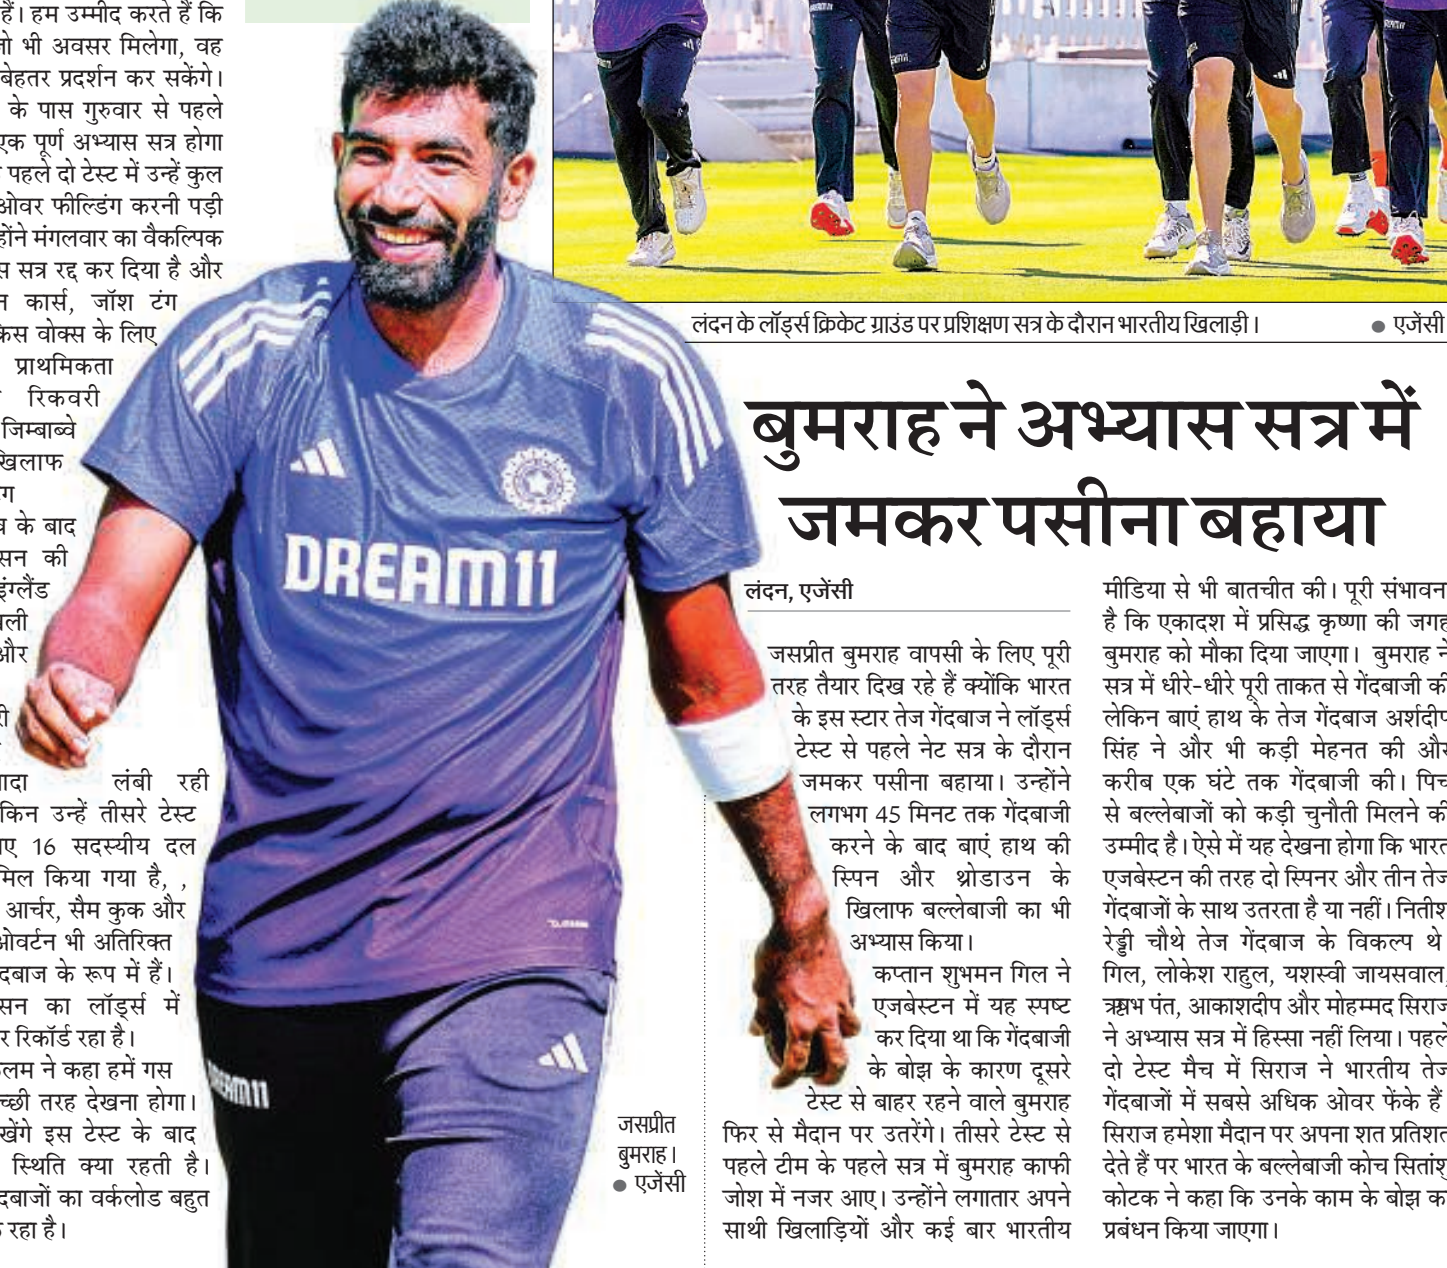 हैं। हम उम्मीद करते हैं कि
भी अवसर मिलेगा, वह
बेहतर प्रदर्शन कर सकेंगे।
के पास गुरुवार से पहले
एक पूर्ण अभ्यास सत्र होगा
पहले दो टेस्ट में उन्हें कुल
ओवर फील्डिंग करनी पड़ी
मंगलवार का वैकल्पिक
सत्र रद्द कर दिया है और
कार्स, जॉश टंग
वोक्स के लिए
प्राथमिकता
रिकवरी
जिम्बाब्वे
खिलाफ
के बाद
की
इंग्लैंड
और
लंबी रही
उन्हें तीसरे टेस्ट
16 सदस्यीय दल
किया गया है, ,
आर्चर, सैम कुक और
ओवर्टन भी अतिरिक्त
के रूप में हैं।
का लॉर्ड्स में
रिकॉर्ड रहा है।
ने कहा हमें गस
तरह देखना होगा।
इस टेस्ट के बाद
स्थिति क्या रहती है।
का वर्कलोड बहुत
रहा है।
DREAM11
DREAM11
जसप्रीत
बुमराह।
● एजेंसी
लंदन के लॉर्ड्स क्रिकेट ग्राउंड पर प्रशिक्षण सत्र के दौरान भारतीय खिलाड़ी। ● एजेंसी
बुमराह ने अभ्यास सत्र में
जमकर पसीना बहाया
लंदन, एजेंसी
जसप्रीत बुमराह वापसी के लिए पूरी
तरह तैयार दिख रहे हैं क्योंकि भारत
के इस स्टार तेज गेंदबाज ने लॉर्ड्स
टेस्ट से पहले नेट सत्र के दौरान
जमकर पसीना बहाया। उन्होंने
लगभग 45 मिनट तक गेंदबाजी
करने के बाद बाएं हाथ की
स्पिन और थ्रोडाउन के
खिलाफ बल्लेबाजी का भी
अभ्यास किया।
कप्तान शुभमन गिल ने
एजबेस्टन में यह स्पष्ट
कर दिया था कि गेंदबाजी
के बोझ के कारण दूसरे
टेस्ट से बाहर रहने वाले बुमराह
फिर से मैदान पर उतरेंगे। तीसरे टेस्ट से
पहले टीम के पहले सत्र में बुमराह काफी
जोश में नजर आए। उन्होंने लगातार अपने
साथी खिलाड़ियों और कई बार भारतीय
मीडिया से भी बातचीत की। पूरी संभावन
है कि एकादश में प्रसिद्ध कृष्णा की जगह
बुमराह को मौका दिया जाएगा। बुमराह ने
सत्र में धीरे-धीरे पूरी ताकत से गेंदबाजी की
लेकिन बाएं हाथ के तेज गेंदबाज अर्शदीप
सिंह ने और भी कड़ी मेहनत की और
करीब एक घंटे तक गेंदबाजी की। पिच
से बल्लेबाजों को कड़ी चुनौती मिलने की
उम्मीद है। ऐसे में यह देखना होगा कि भारत
एजबेस्टन की तरह दो स्पिनर और तीन तेज
गेंदबाजों के साथ उतरता है या नहीं। नितीश
रेड्डी चौथे तेज गेंदबाज के विकल्प थे
गिल, लोकेश राहुल, यशस्वी जायसवाल,
ऋषभ पंत, आकाशदीप और मोहम्मद सिराज
ने अभ्यास सत्र में हिस्सा नहीं लिया। पहले
दो टेस्ट मैच में सिराज ने भारतीय तेज
गेंदबाजों में सबसे अधिक ओवर फेंके हैं
सिराज हमेशा मैदान पर अपना शत प्रतिशत
देते हैं पर भारत के बल्लेबाजी कोच सितांशु
कोटक ने कहा कि उनके काम के बोझ का
प्रबंधन किया जाएगा।